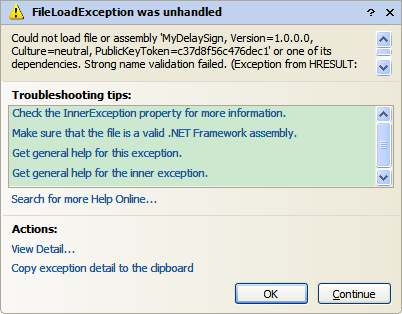 FileLoadException was unhandled
Could not load file or assembly 'MyDelaySign, Version=1.0.0.0,
Culture=neutral, PublicKeyToken=c37d8f56c476dec1' or one of its
dependencies. Strong name validation failed. (Exception from HRESULT:
Troubleshooting tips:
Check the InnerException property for more information.
Make sure that the file is a valid .NET Framework assembly.
Get general help for this exception.
Get general help for the inner exception.
Search for more Help Online...
Actions:
View Detail...
Copy exception detail to the clipboard
OK Continue